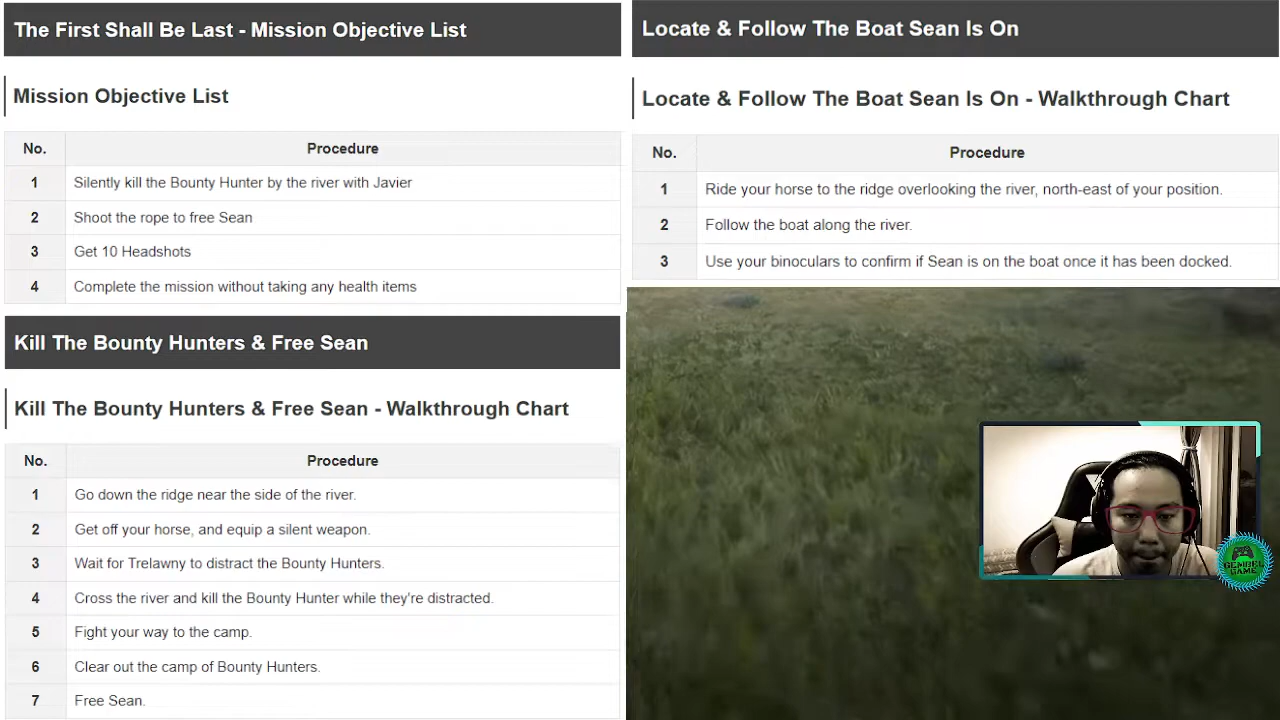 The First Shall Be Last - Mission Objective List
Mission Objective List
No. Procedure
1 Silently kill the Bounty Hunter by the river with Javier
2 Shoot the rope to free Sean
3 Get 10 Headshots
4 Complete the mission without taking any health items
Kill The Bounty Hunters & Free Sean
Kill The Bounty Hunters & Free Sean - Walkthrough Chart
No. Procedure
1 Go down the ridge near the side of the river.
2 Get off your horse, and equip a silent weapon.
3 Wait for Trelawny to distract the Bounty Hunters.
4 Cross the river and kill the Bounty Hunter while they're distracted.
5 Fight your way to the camp.
6 Clear out the camp of Bounty Hunters.
7 Free Sean.
Locate & Follow The Boat Sean Is On
Locate & Follow The Boat Sean Is On - Walkthrough Chart
No. Procedure
1 Ride your horse to the ridge overlooking the river, north-east of your position.
2 Follow the boat along the river.
3 Use your binoculars to confirm if Sean is on the boat once it has been docked.
GEMBEL
GAME